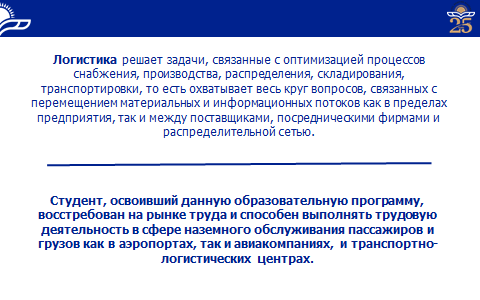 25
Логистика решает задачи, связанные с оптимизацией процессов
снабжения, производства, распределения, складирования,
транспортировки, то есть охватывает весь круг вопросов, связанных с
перемещением материальных и информационных потоков как в пределах
предприятия, так и между поставщиками, посредническими фирмами и
распределительной сетью.
Студент, освоивший данную образовательную программу,
восстребован на рынке труда и способен выполнять трудовую
деятельность в сфере наземного обслуживания пассажиров и
грузов как в аэропортах, так и авиакомпаниях, и транспортно-
логистических центрах.